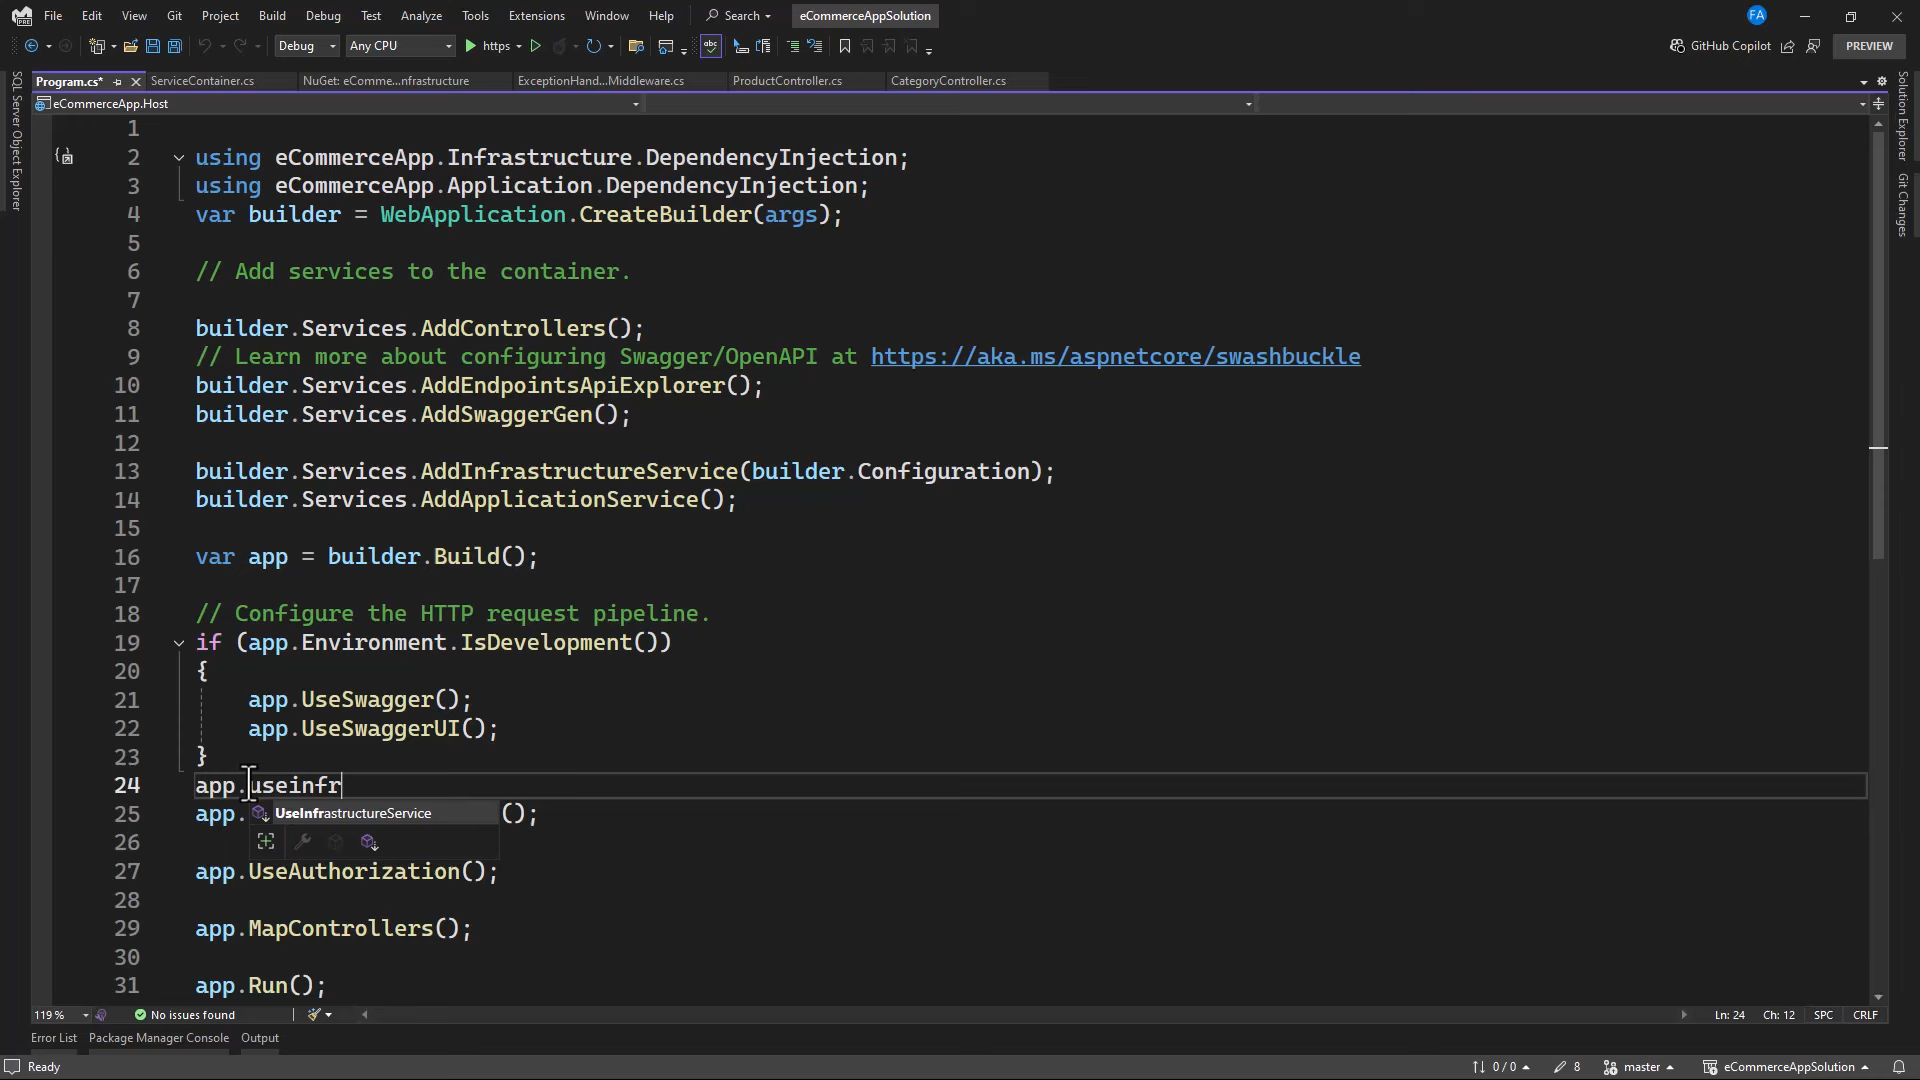 File Edit View Git Project Build Debug Test Analyze Tools Extensions Window Help Search eCommerceAppSolution FA
Debug Any CPU https GitHub Copilot PREVIEW
Program.cs* ServiceContainer.cs NuGet: eComme...nfrastructure ExceptionHand...Middleware.cs ProductController.cs CategoryController.cs
eCommerceApp.Host
SQL Server Object Explorer
Solution Explorer
Git Changes
1
2 using eCommerceApp.Infrastructure.DependencyInjection;
3 using eCommerceApp.Application.DependencyInjection;
4 var builder = WebApplication.CreateBuilder(args);
5
6 // Add services to the container.
7
8 builder.Services.AddControllers();
9 // Learn more about configuring Swagger/OpenAPI at https://aka.ms/aspnetcore/swashbuckle
10 builder.Services.AddEndpointsApiExplorer();
11 builder.Services.AddSwaggerGen();
12
13 builder.Services.AddInfrastructureService(builder.Configuration);
14 builder.Services.AddApplicationService();
15
16 var app = builder.Build();
17
18 // Configure the HTTP request pipeline.
19 if (app.Environment.IsDevelopment())
20 {
21 app.UseSwagger();
22 app.UseSwaggerUI();
23 }
24 app.useinfr
25 app. UseInfrastructureService ();
26
27 app.UseAuthorization();
28
29 app.MapControllers();
30
31 app.Run();
119 % No issues found Ln: 24 Ch: 12 SPC CRLF
Error List Package Manager Console Output
Ready 0 / 0 8 master eCommerceAppSolution